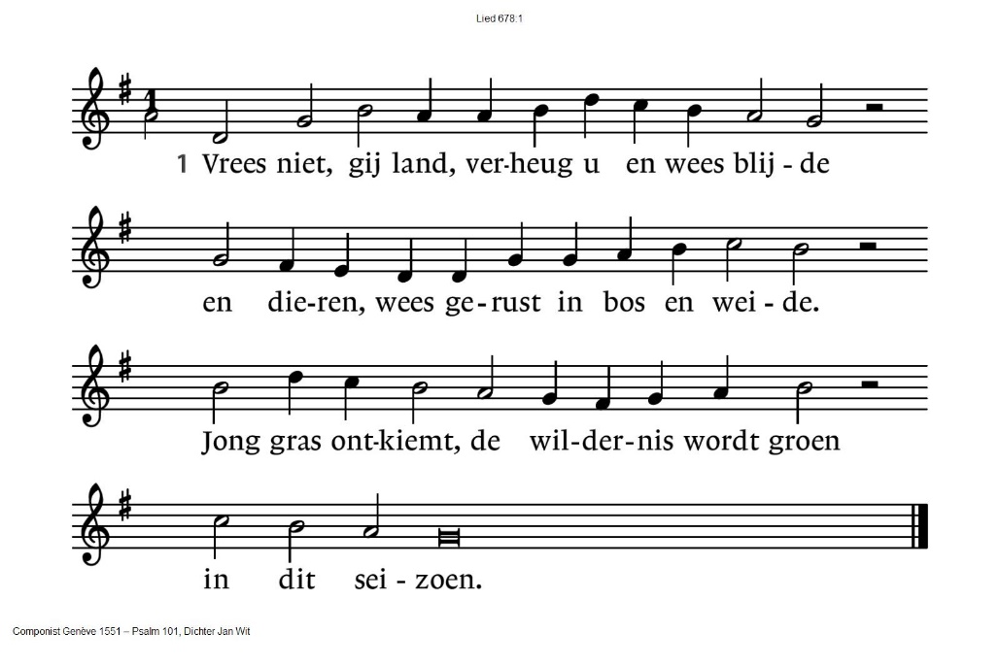 Lied 678:1
1
1 Vrees niet, gij land, ver-heug u en wees blij - de
en die-ren, wees ge - rust in bos en wei - de.
Jong gras ont-kiemt, de wil-der-nis wordt groen
in dit sei - zoen.
Componist Genève 1551 – Psalm 101, Dichter Jan Wit